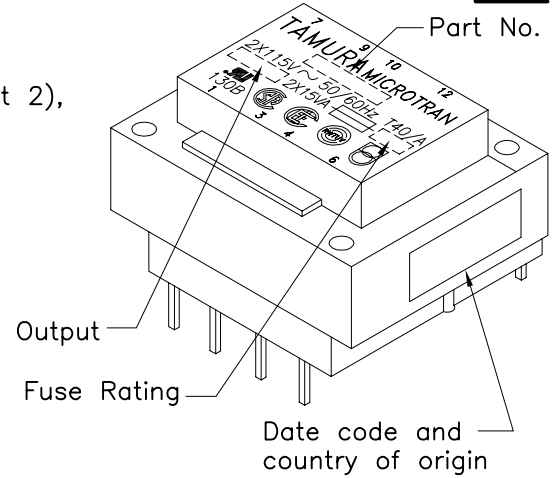 Part No.
t 2),
7 9 10 12
TAMURA MICROTRAN
2X115V~50/60Hz T40/A
130B 2X15VA
1 3 4 6
Output
Fuse Rating
Date code and
country of origin